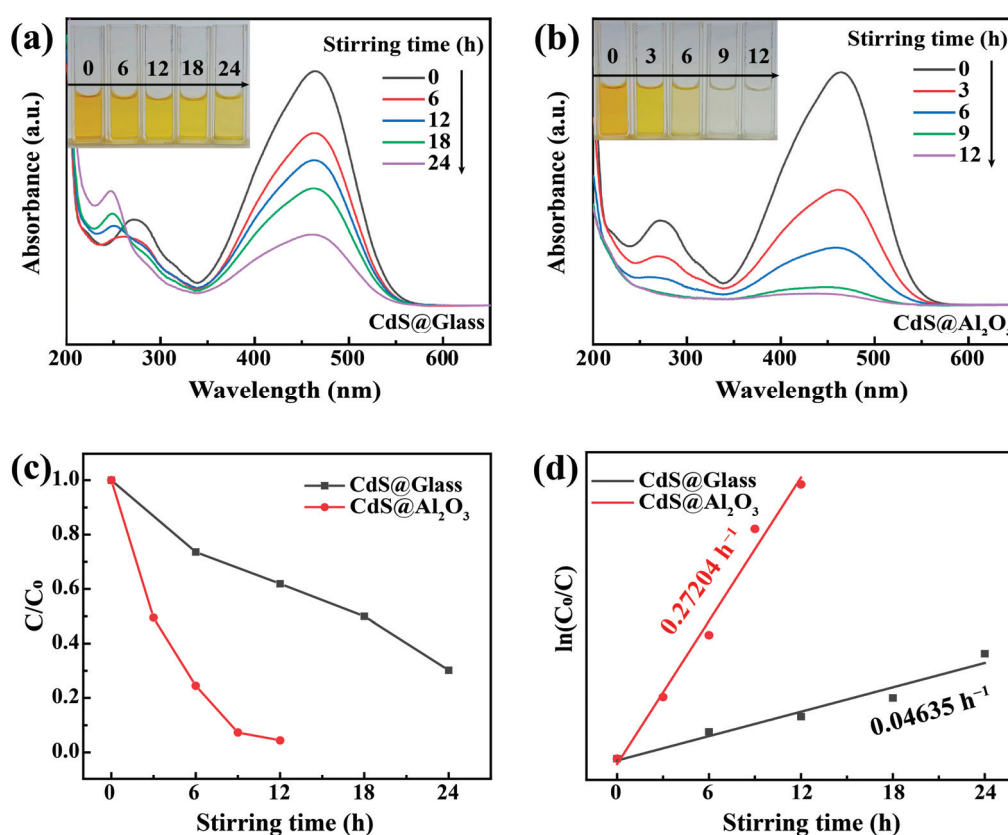 (a)
Stirring time (h)
0 6 12 18 24
0
6
12
18
24
Absorbance (a.u.)
CdS@Glass
200 300 400 500 600
Wavelength (nm)
(b)
Stirring time (h)
0 3 6 9 12
0
3
6
9
12
Absorbance (a.u.)
CdS@Al₂O₃
200 300 400 500 600
Wavelength (nm)
(c)
CdS@Glass
CdS@Al₂O₃
C/C₀
1.0
0.8
0.6
0.4
0.2
0.0
0 6 12 18 24
Stirring time (h)
(d)
CdS@Glass
CdS@Al₂O₃
ln(C₀/C)
0.27204 h⁻¹
0.04635 h⁻¹
0 6 12 18 24
Stirring time (h)